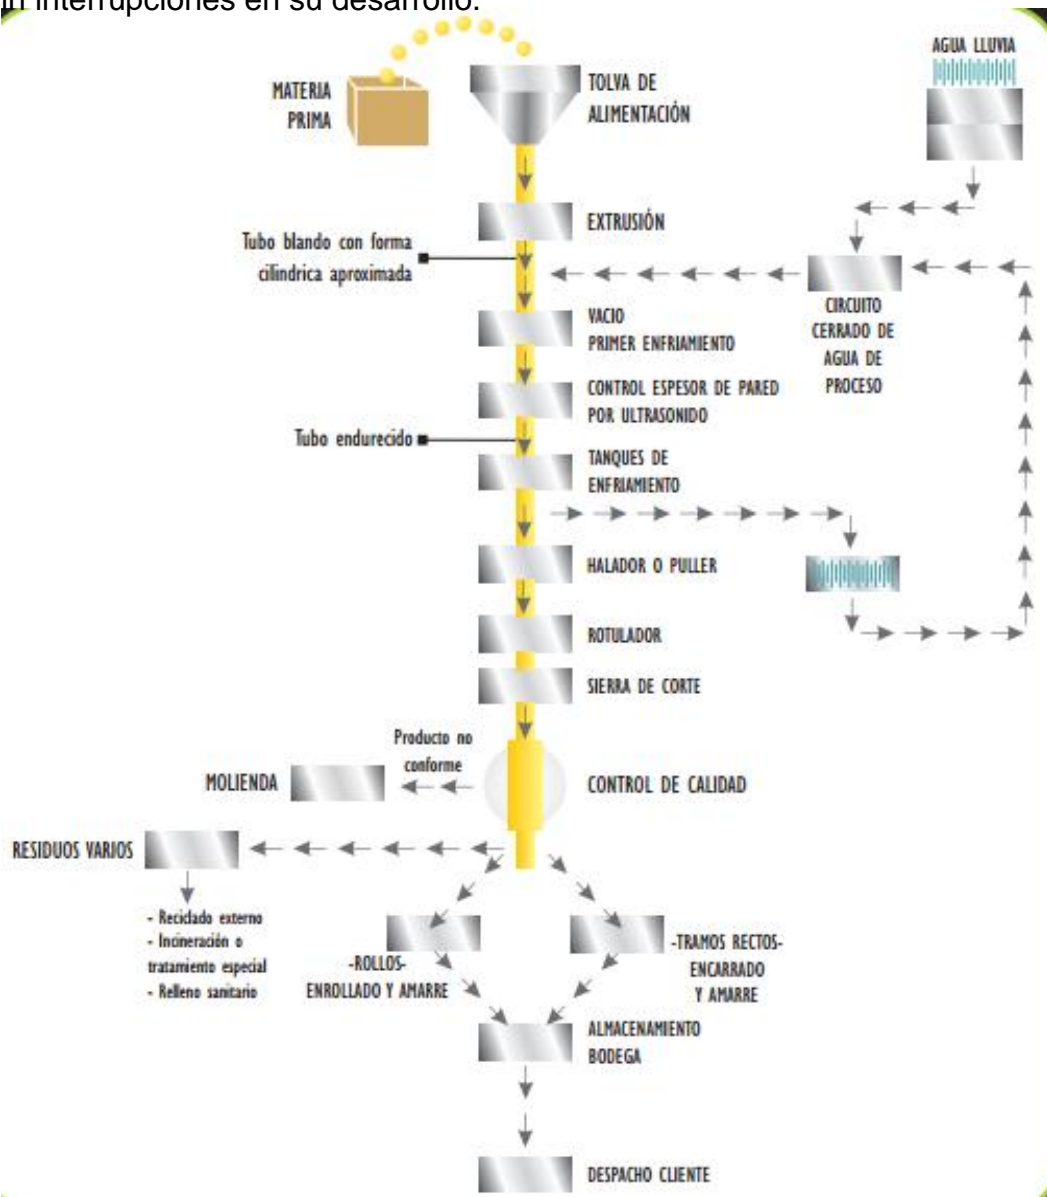 in interrupciones en su desarrollo.
AGUA LLUVIA
MATERIA
PRIMA
TOLVA DE
ALIMENTACIÓN
EXTRUSIÓN
Tubo blando con forma
cilindrica aproximada
CIRCUITO
CERRADO DE
AGUA DE
PROCESO
VACIO
PRIMER ENFRIAMIENTO
CONTROL ESPESOR DE PARED
POR ULTRASONIDO
Tubo endurecido
TANQUES DE
ENFRIAMIENTO
HALADOR O PULLER
ROTULADOR
SIERRA DE CORTE
Producto no
conforme
MOLIENDA
CONTROL DE CALIDAD
RESIDUOS VARIOS
- Reciclado externo
- Incineración o
tratamiento especial
- Relleno sanitario
-ROLLOS-
ENROLLADO Y AMARRE
-TRAMOS RECTOS-
ENCARRADO
Y AMARRE
ALMACENAMIENTO
BODEGA
DESPACHO CLIENTE